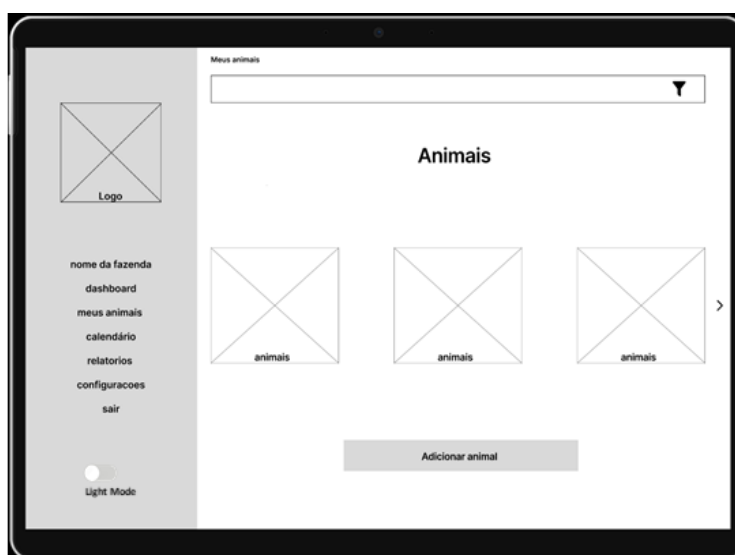 Logo
nome da fazenda
dashboard
meus animais
calendário
relatorios
configuracoes
sair
Light Mode
Meus animais
Animais
animais
animais
animais
Adicionar animal